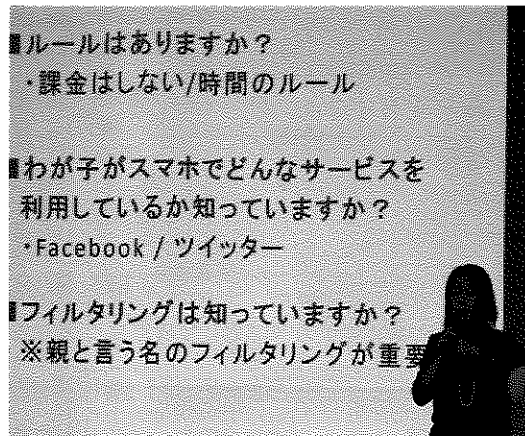 ■ルールはありますか？
・課金はしない/時間のルール
■わが子がスマホでどんなサービスを
利用しているか知っていますか？
・Facebook / ツイッター
■フィルタリングは知っていますか？
※親と言う名のフィルタリングが重要